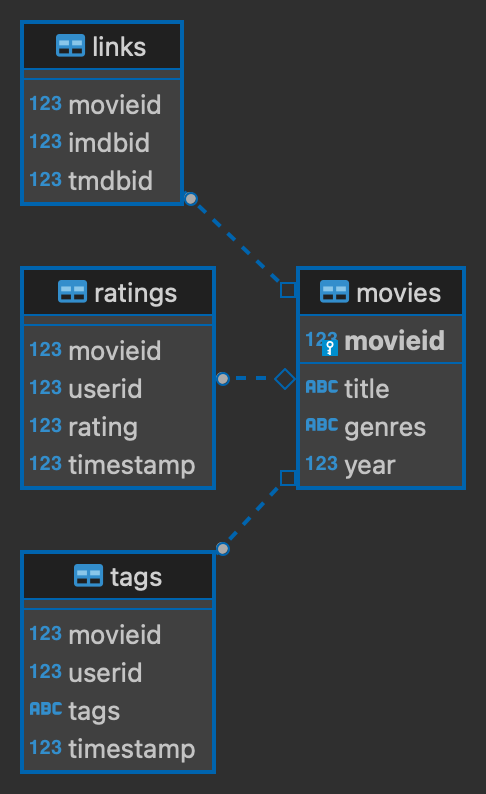 links
123 movieid
123 imdbid
123 tmdbid
ratings
123 movieid
123 userid
123 rating
123 timestamp
movies
123 movieid
ABC title
ABC genres
123 year
tags
123 movieid
123 userid
ABC tags
123 timestamp